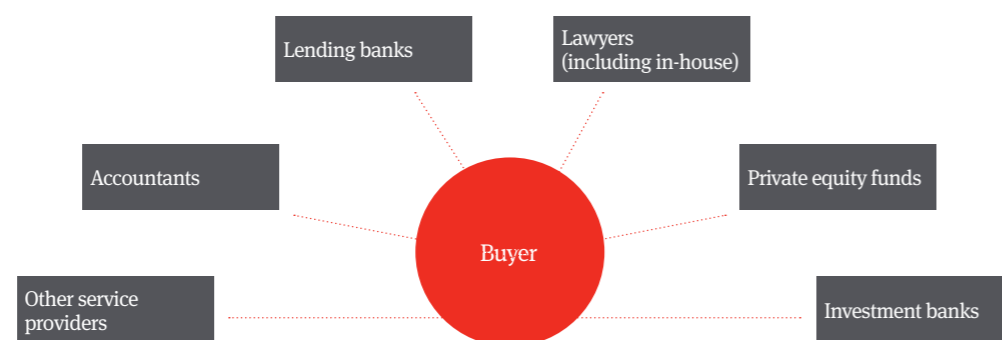 Lending banks
Lawyers
(including in-house)
Accountants
Private equity funds
Buyer
Other service
providers
Investment banks